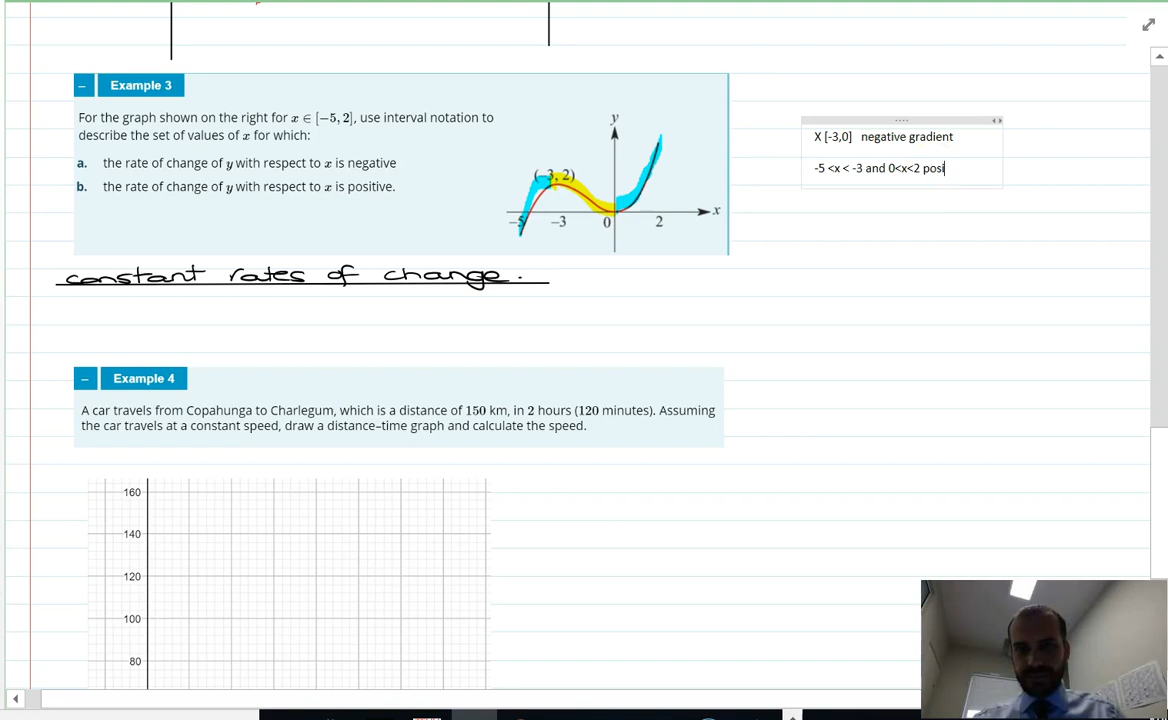 Example 3
For the graph shown on the right for x ∈ [−5, 2], use interval notation to
describe the set of values of x for which:
a. the rate of change of y with respect to x is negative
b. the rate of change of y with respect to x is positive.
y
(−3, 2)
x
−5
−3
0
2
X [-3,0] negative gradient
-5 <x < -3 and 0<x<2 posi
constant rates of change.
Example 4
A car travels from Copahunga to Charlegum, which is a distance of 150 km, in 2 hours (120 minutes). Assuming
the car travels at a constant speed, draw a distance–time graph and calculate the speed.
160
140
120
100
80